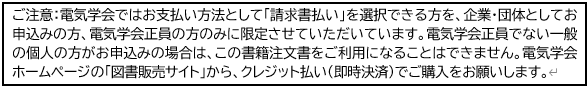 ご注意：電気学会ではお支払い方法として「請求書払い」を選択できる方を、企業・団体としてお
申込みの方、電気学会正員の方のみに限定させていただいています。電気学会正員でない一般
の個人の方がお申込みの場合は、この書籍注文書をご利用になることはできません。電気学会
ホームページの「図書販売サイト」から、クレジット払い（即時決済）でご購入をお願いします。↵